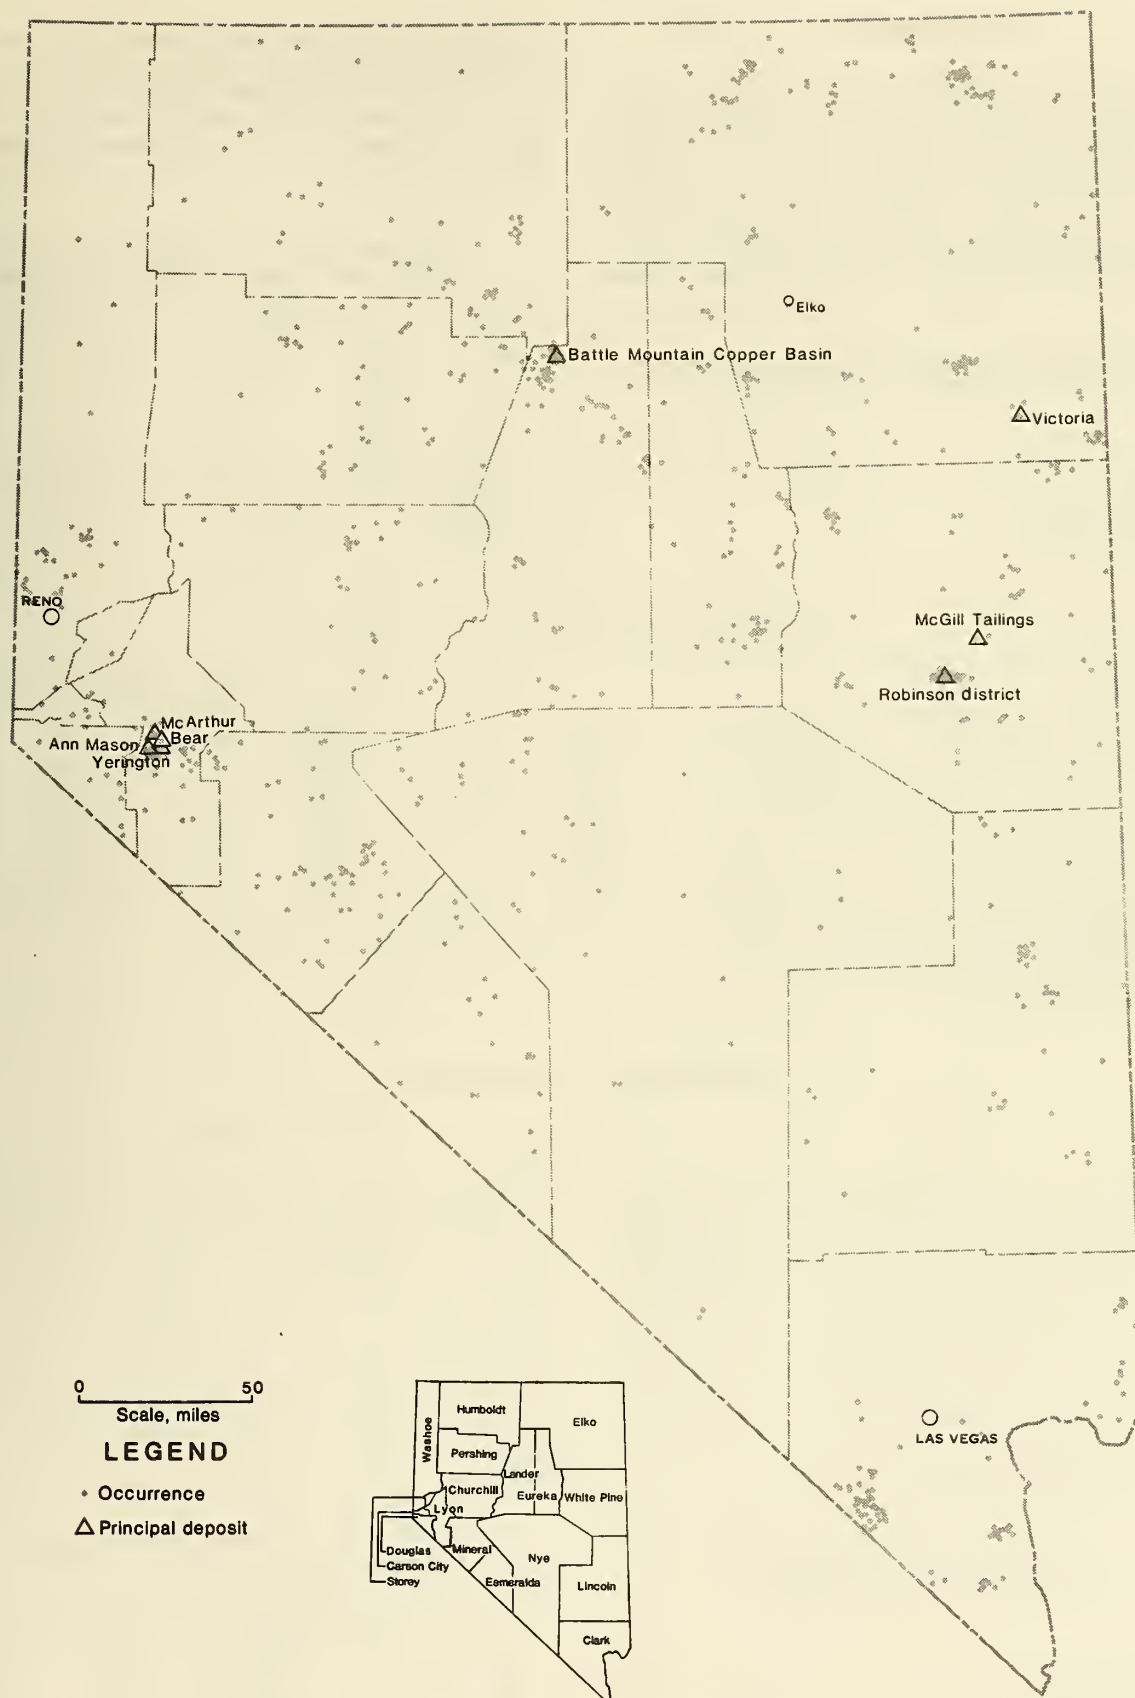 Elko
Battle Mountain Copper Basin
Victoria
RENO
McGill Tailings
Robinson district
McArthur
Bear
Ann Mason
Yerington
0 50
Scale, miles
LEGEND
Occurrence
Principal deposit
LAS VEGAS
Humboldt
Elko
Washoe
Pershing
Lander
Churchill
Eureka
White Pine
Lyon
Douglas
Mineral
Nye
Carson City
Storey
Esmeralda
Lincoln
Clark